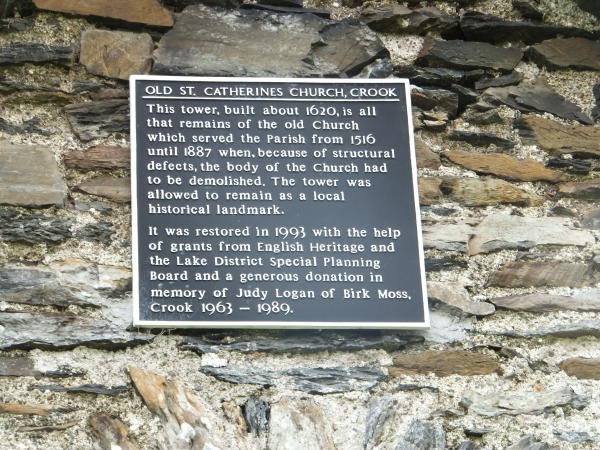 OLD ST. CATHERINES CHURCH, CROOK
This tower, built about 1620, is all
that remains of the old Church
which served the Parish from 1516
until 1887 when, because of structural
defects, the body of the Church had
to be demolished. The tower was
allowed to remain as a local
historical landmark.
It was restored in 1993 with the help
of grants from English Heritage and
the Lake District Special Planning
Board and a generous donation in
memory of Judy Logan of Birk Moss,
Crook 1963 – 1989.